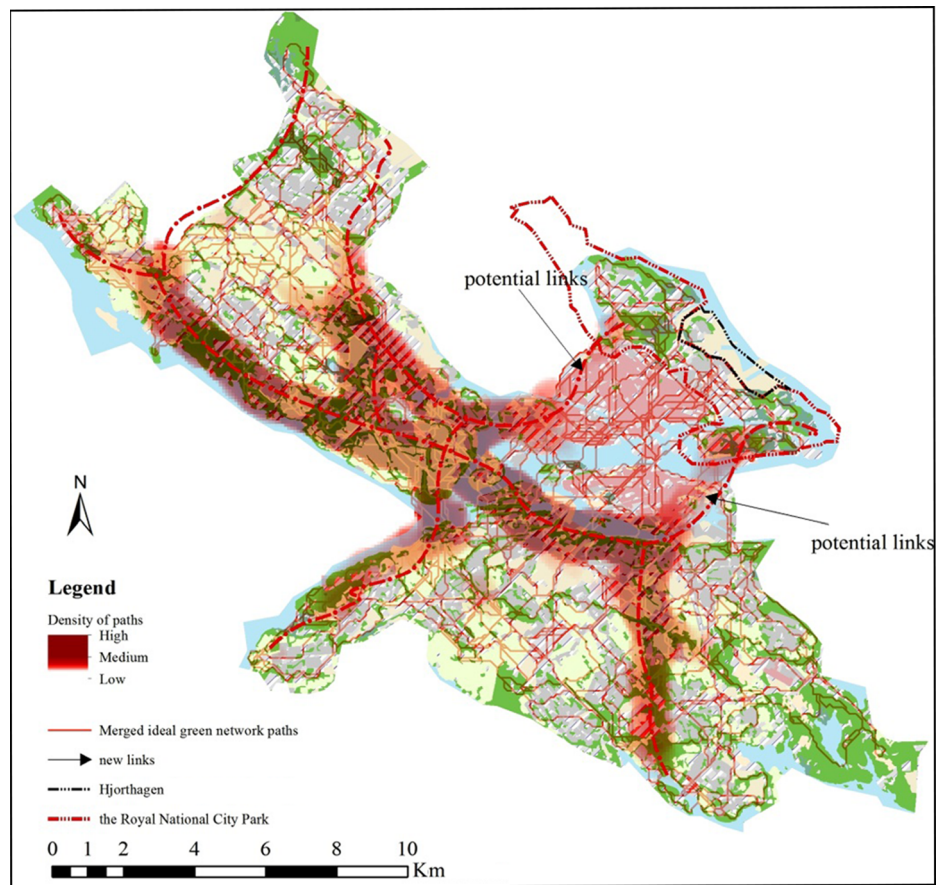 potential links
potential links
N
Legend
Density of paths
High
Medium
Low
Merged ideal green network paths
new links
Hjorthagen
the Royal National City Park
0 1 2 4 6 8 10
Km